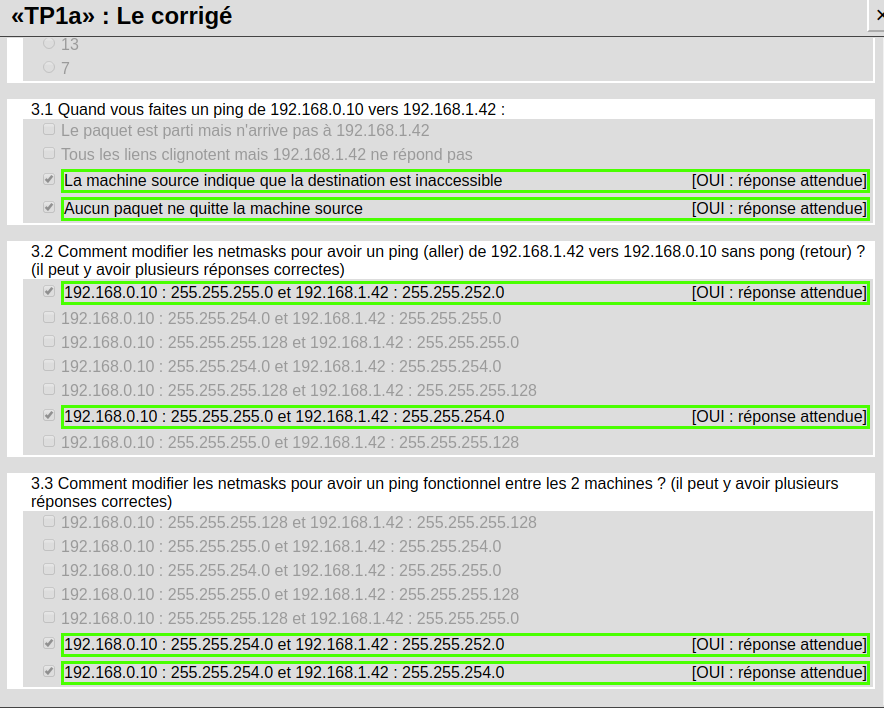 «TP1a» : Le corrigé
13
7
3.1 Quand vous faites un ping de 192.168.0.10 vers 192.168.1.42 :
Le paquet est parti mais n'arrive pas à 192.168.1.42
Tous les liens clignotent mais 192.168.1.42 ne répond pas
La machine source indique que la destination est inaccessible [OUI : réponse attendue]
Aucun paquet ne quitte la machine source [OUI : réponse attendue]
3.2 Comment modifier les netmasks pour avoir un ping (aller) de 192.168.1.42 vers 192.168.0.10 sans pong (retour) ?
(il peut y avoir plusieurs réponses correctes)
192.168.0.10 : 255.255.255.0 et 192.168.1.42 : 255.255.252.0 [OUI : réponse attendue]
192.168.0.10 : 255.255.254.0 et 192.168.1.42 : 255.255.255.0
192.168.0.10 : 255.255.255.128 et 192.168.1.42 : 255.255.255.0
192.168.0.10 : 255.255.254.0 et 192.168.1.42 : 255.255.254.0
192.168.0.10 : 255.255.255.128 et 192.168.1.42 : 255.255.255.128
192.168.0.10 : 255.255.255.0 et 192.168.1.42 : 255.255.254.0 [OUI : réponse attendue]
192.168.0.10 : 255.255.255.0 et 192.168.1.42 : 255.255.255.128
3.3 Comment modifier les netmasks pour avoir un ping fonctionnel entre les 2 machines ? (il peut y avoir plusieurs
réponses correctes)
192.168.0.10 : 255.255.255.128 et 192.168.1.42 : 255.255.255.128
192.168.0.10 : 255.255.255.0 et 192.168.1.42 : 255.255.254.0
192.168.0.10 : 255.255.254.0 et 192.168.1.42 : 255.255.255.0
192.168.0.10 : 255.255.255.0 et 192.168.1.42 : 255.255.255.128
192.168.0.10 : 255.255.255.128 et 192.168.1.42 : 255.255.255.0
192.168.0.10 : 255.255.254.0 et 192.168.1.42 : 255.255.252.0 [OUI : réponse attendue]
192.168.0.10 : 255.255.254.0 et 192.168.1.42 : 255.255.254.0 [OUI : réponse attendue]